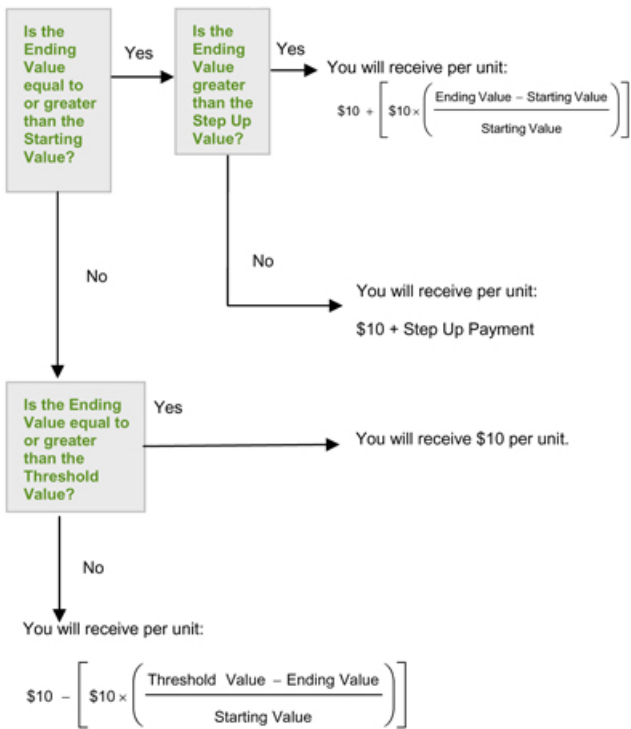 Is the
Ending
Value
equal to
or greater
than the
Starting
Value?
Yes
Is the
Ending
Value
greater
than the
Step Up
Value?
Yes
You will receive per unit:
$10 + [ $10 × ( Ending Value – Starting Value
Starting Value ) ]
No
No
You will receive per unit:
$10 + Step Up Payment
Is the Ending
Value equal to
or greater
than the
Threshold
Value?
Yes
You will receive $10 per unit.
No
You will receive per unit:
$10 – [ $10 × ( Threshold Value – Ending Value
Starting Value ) ]